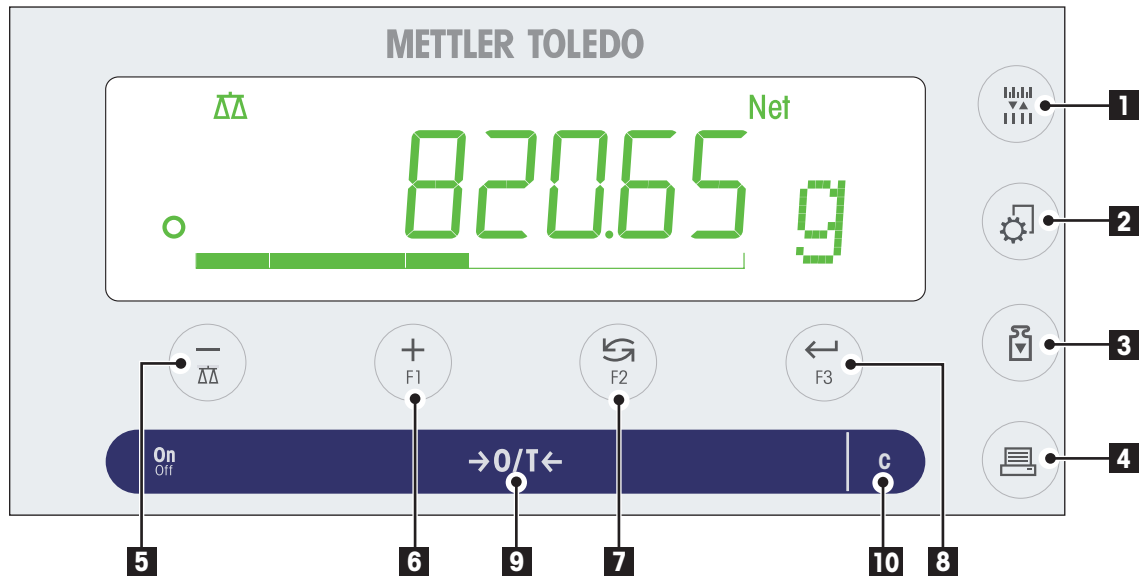 METTLER TOLEDO
Net
820.65 g
1
2
3
4
F1
F2
F3
On
Off
→0/T←
C
5
6
9
7
10
8